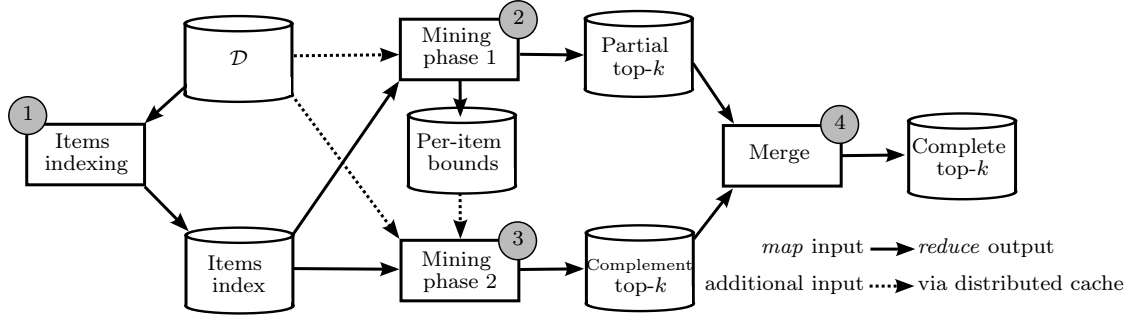 𝒟
1
Items
indexing
Items
index
2
Mining
phase 1
Per-item
bounds
3
Mining
phase 2
Partial
top-k
Complement
top-k
4
Merge
Complete
top-k
map input reduce output
additional input via distributed cache